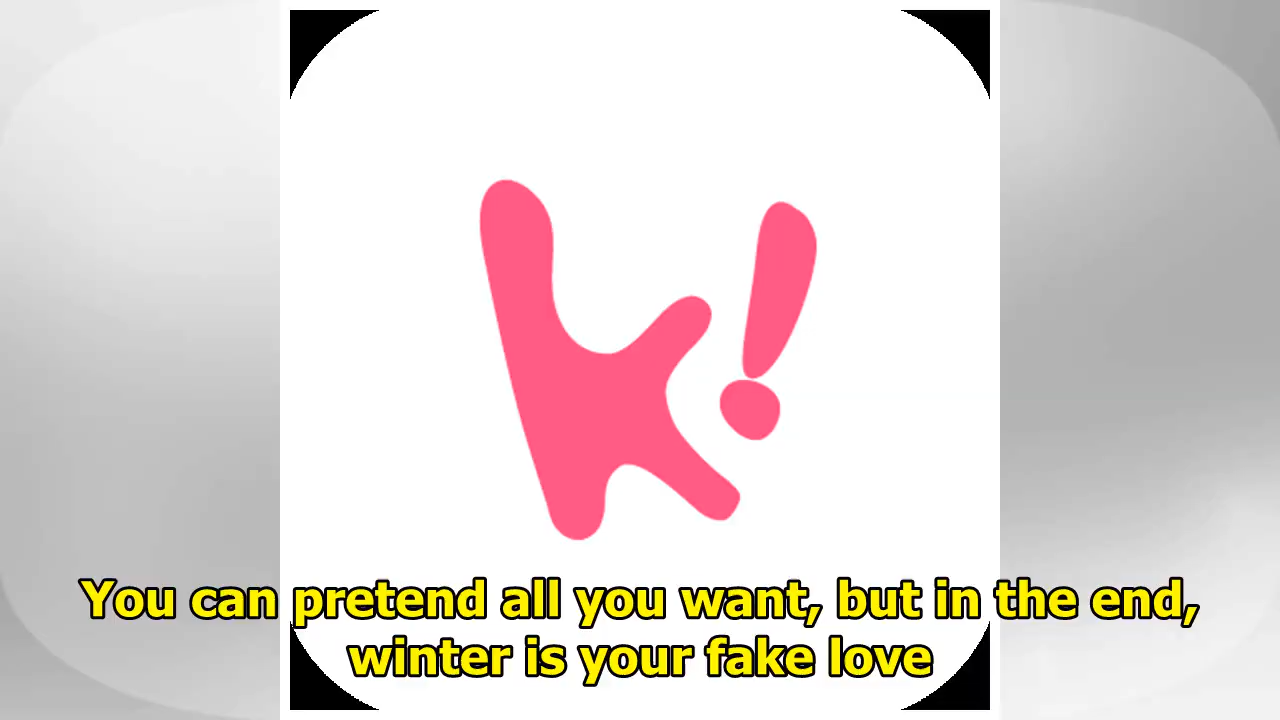 k!
You can pretend all you want, but in the end,
winter is your fake love